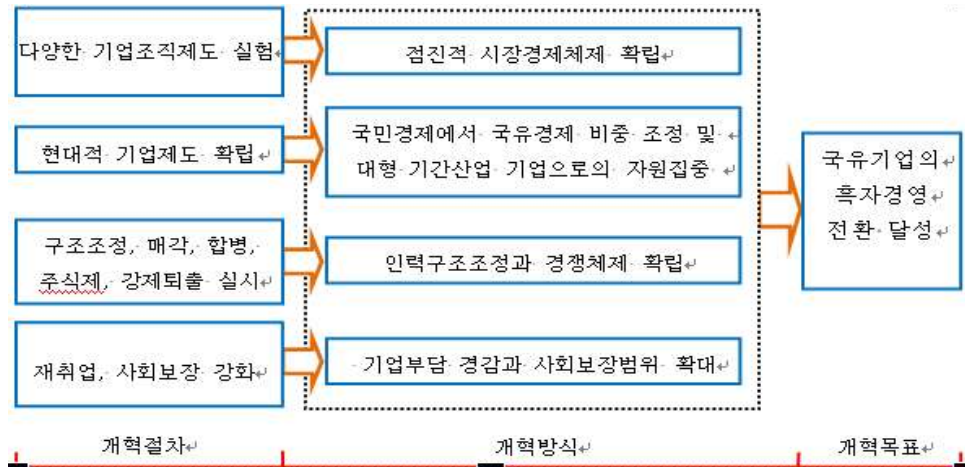 다양한 기업조직제도 실험
점진적 시장경제체제 확립
현대적 기업제도 확립
국민경제에서 국유경제 비중 조정 및
대형 기간산업 기업으로의 자원집중
구조조정, 매각, 합병,
주식제, 강제퇴출 실시
인력구조조정과 경쟁체제 확립
재취업, 사회보장 강화
기업부담 경감과 사회보장범위 확대
국유기업의
흑자경영
전환 달성
개혁절차
개혁방식
개혁목표